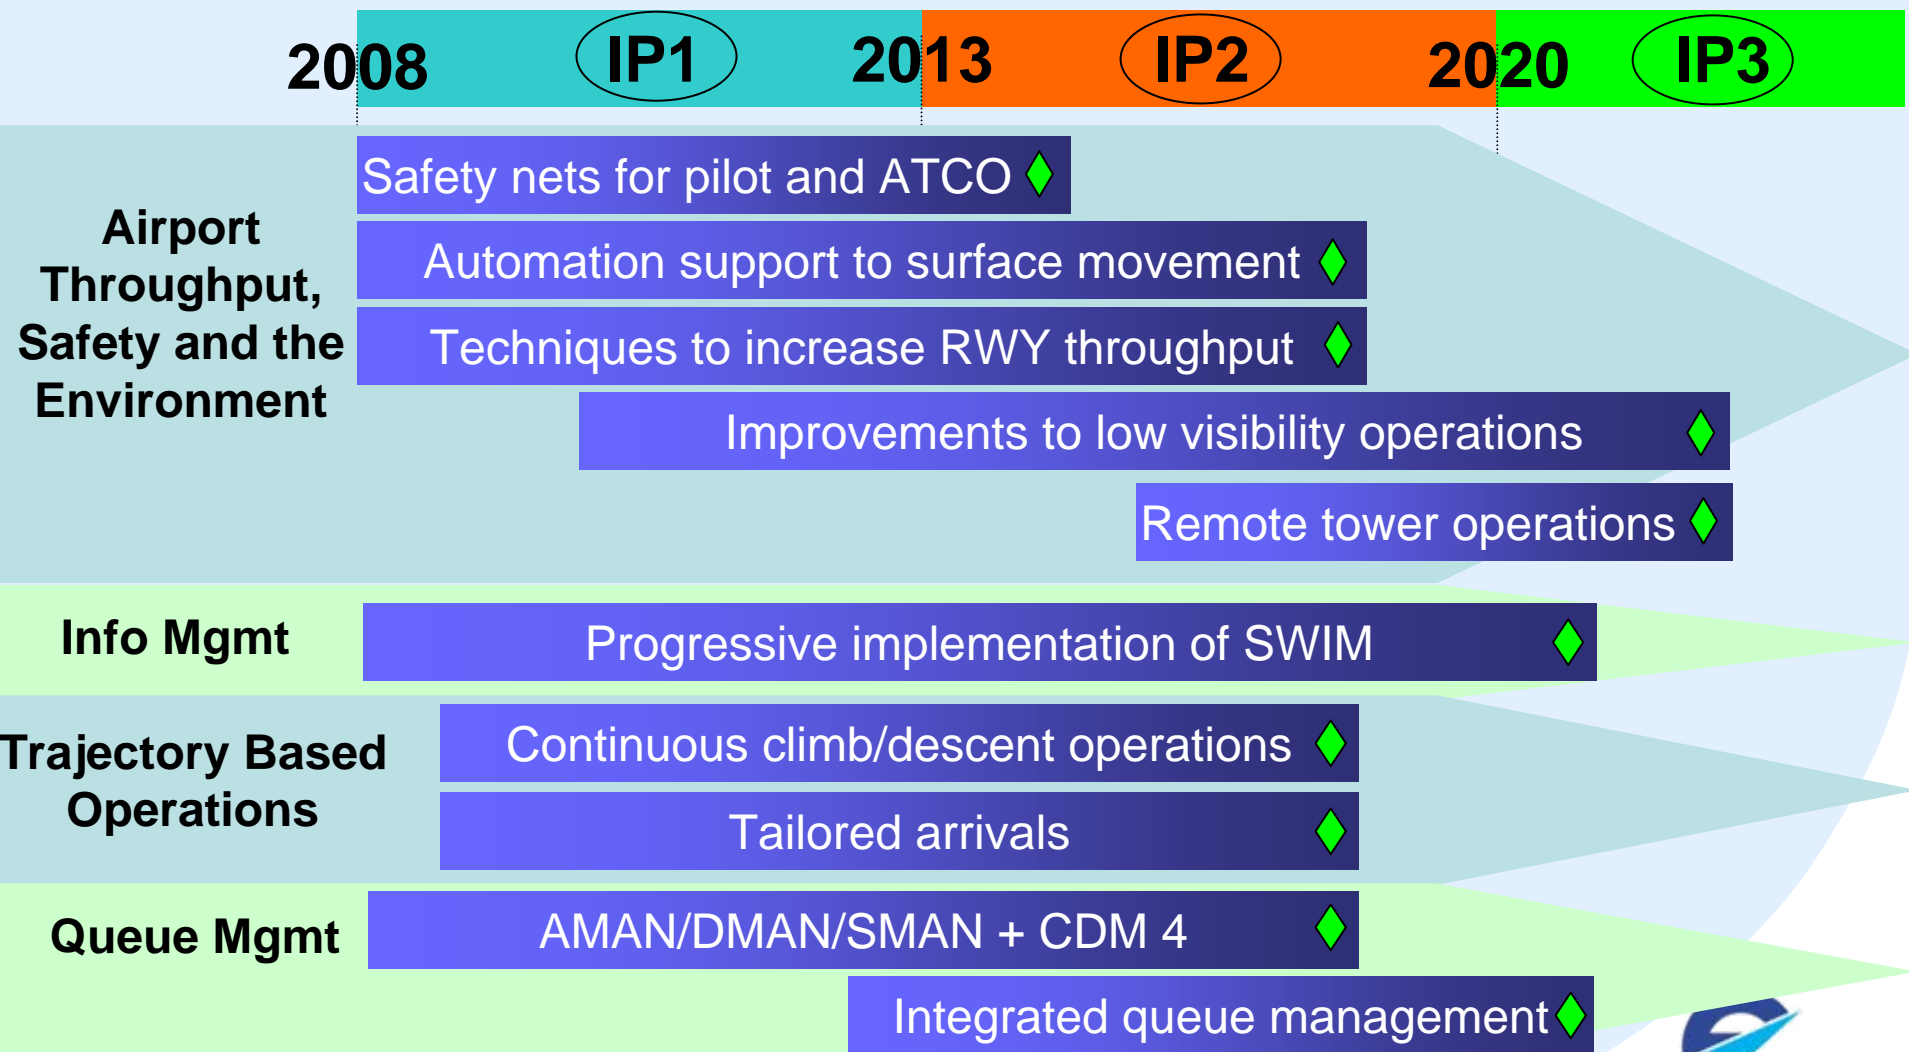 2008 IP1 2013 IP2 2020 IP3
Safety nets for pilot and ATCO
Automation support to surface movement
Techniques to increase RWY throughput
Improvements to low visibility operations
Remote tower operations
Airport
Throughput,
Safety and the
Environment
Info Mgmt
Progressive implementation of SWIM
Trajectory Based
Operations
Continuous climb/descent operations
Tailored arrivals
Queue Mgmt
AMAN/DMAN/SMAN + CDM 4
Integrated queue management